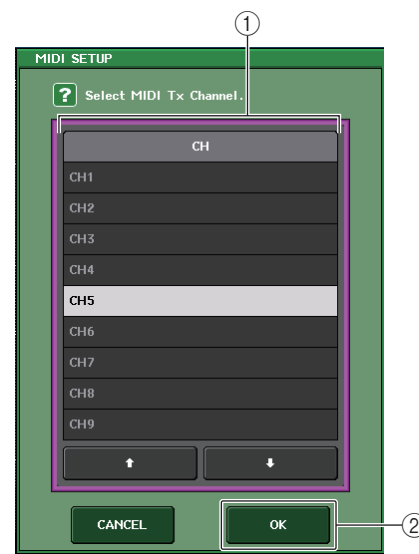 ①
MIDI SETUP
? Select MIDI Tx Channel.
CH
CH1
CH2
CH3
CH4
CH5
CH6
CH7
CH8
CH9
CANCEL
OK
②